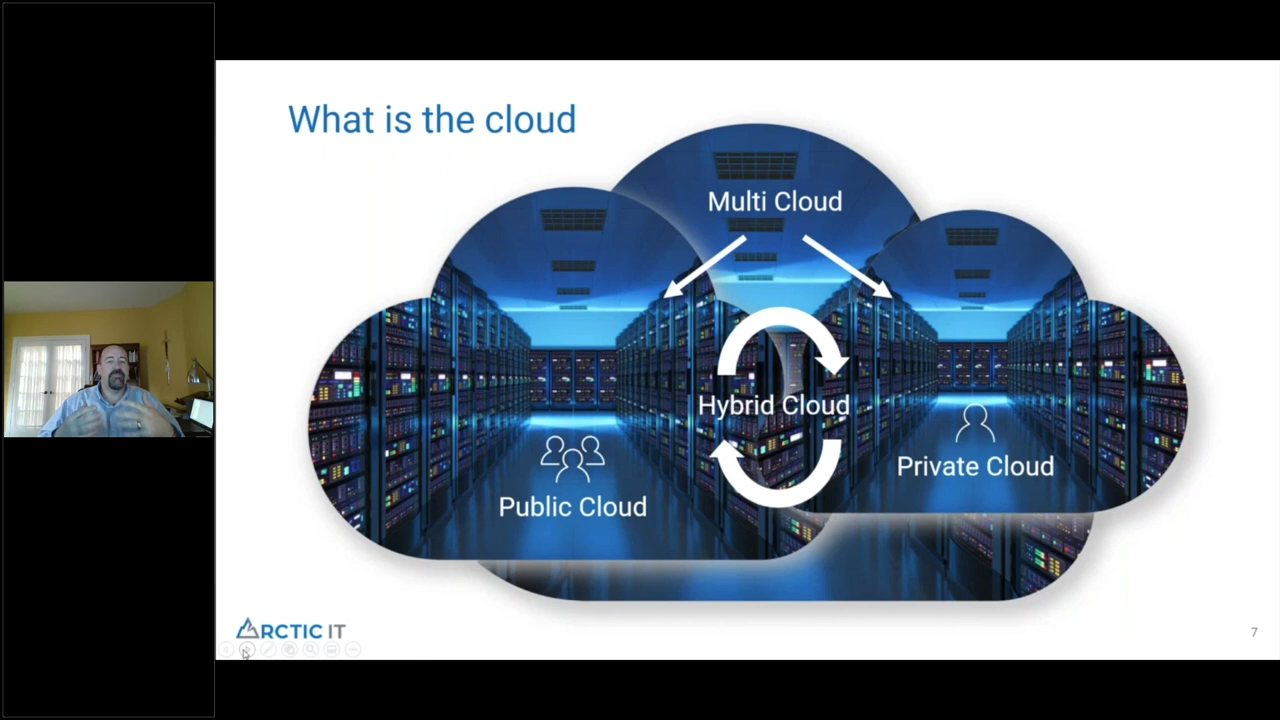 What is the cloud
Multi Cloud
Hybrid Cloud
Private Cloud
Public Cloud
ARCTIC IT
7